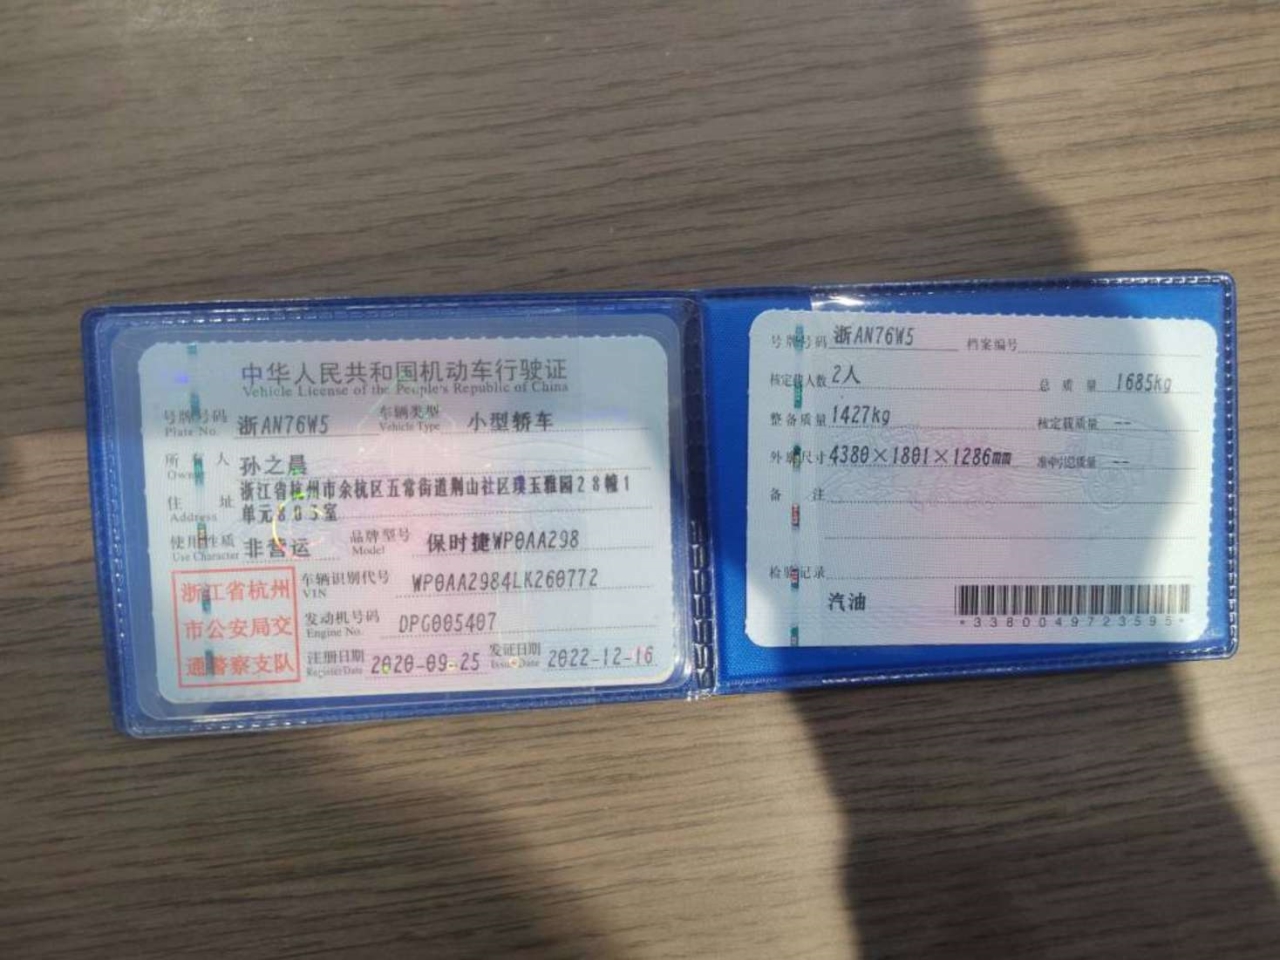 中华人民共和国机动车行驶证
Vehicle License of the People's Republic of China
号牌号码 浙AN76W5 车辆类型 小型轿车
Plate No. Vehicle Type
所有人 孙之晨
Owner
住址 浙江省杭州市余杭区五常街道荆山社区璞玉雅园28幢1
Address 单元805室
使用性质 非营运 品牌型号 保时捷WP0AA298
Use Character Model
浙江省杭州
市公安局交
通警察支队
车辆识别代号 WP0AA2984LK260772
VIN
发动机号码 DPG005407
Engine No.
注册日期 2020-09-25 发证日期 2022-12-16
Register Date Issue Date
号牌号码 浙AN76W5 档案编号
核定载人数 2人 总质量 1685kg
整备质量 1427kg 核定载质量 --
外廓尺寸 4380×1801×1286mm 准牵引总质量 --
备注
检验记录
汽油
*3380049723595*